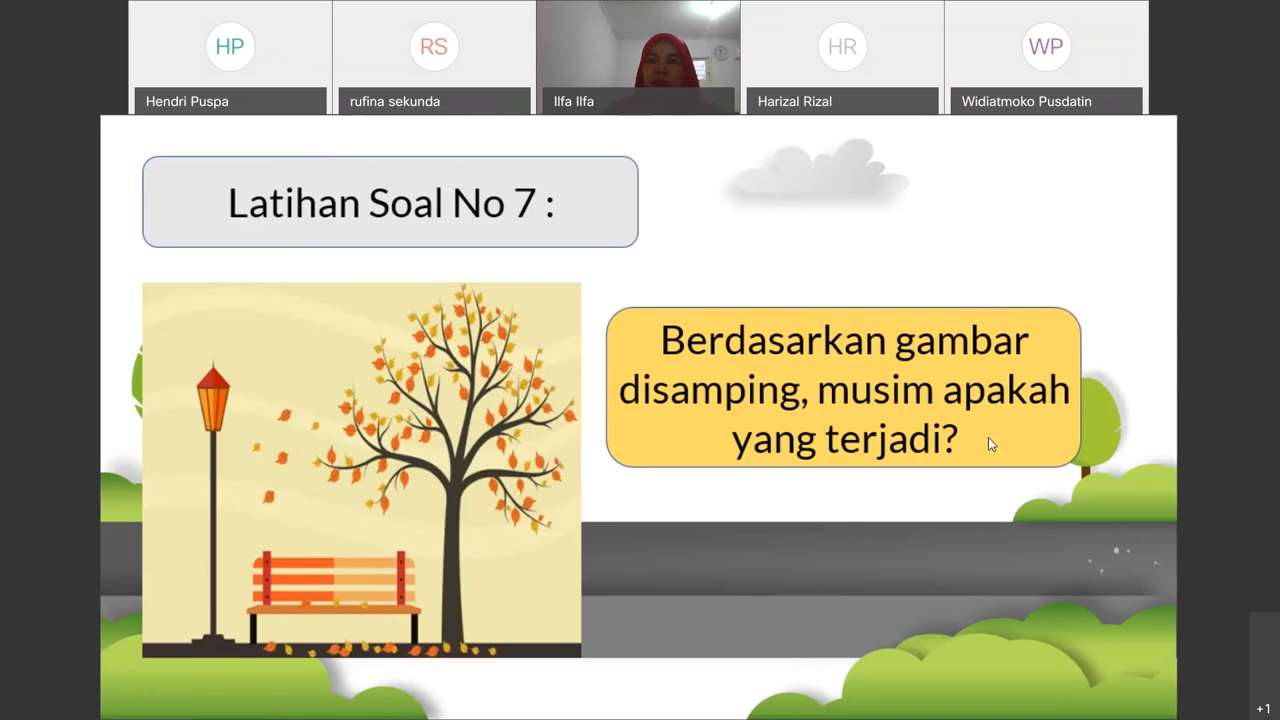 HP
RS
HR
WP
Hendri Puspa
rufina sekunda
Ilfa Ilfa
Harizal Rizal
Widiatmoko Pusdatin
Latihan Soal No 7 :
Berdasarkan gambar
disamping, musim apakah
yang terjadi?
+1